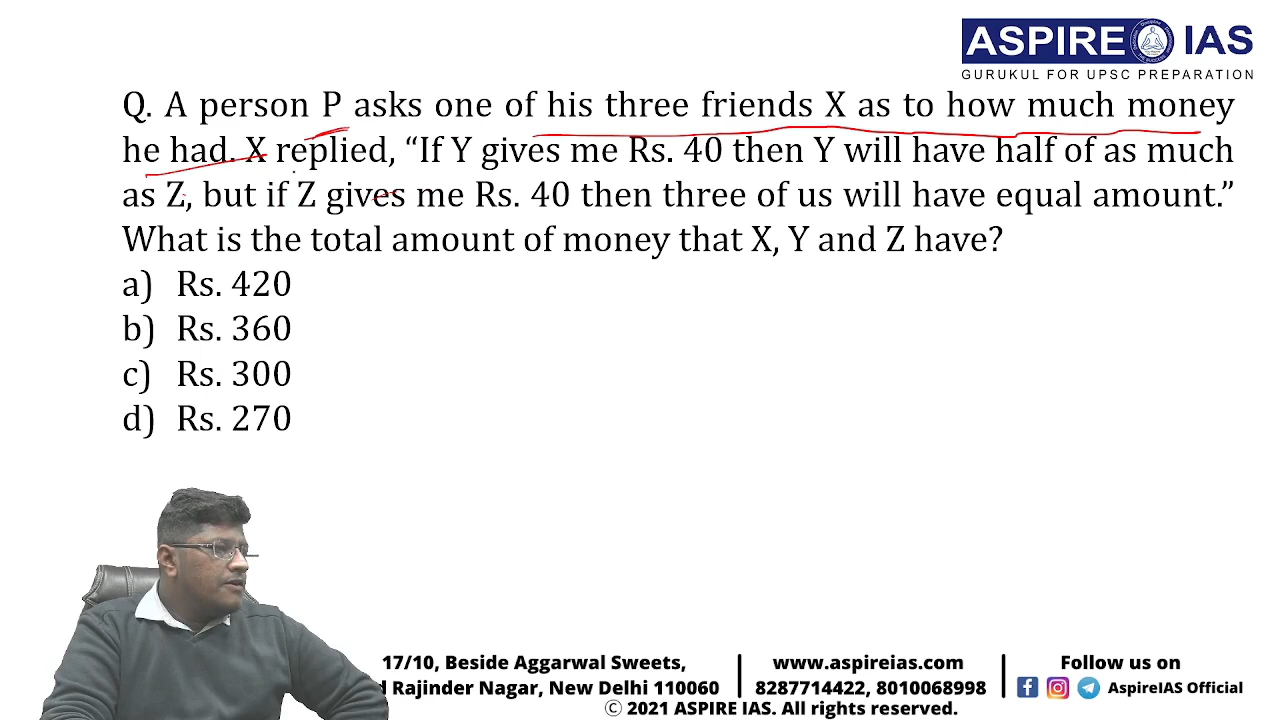 ASPIRE IAS
GURUKUL FOR UPSC PREPARATION
Q. A person P asks one of his three friends X as to how much money
he had. X replied, “If Y gives me Rs. 40 then Y will have half of as much
as Z, but if Z gives me Rs. 40 then three of us will have equal amount.”
What is the total amount of money that X, Y and Z have?
a) Rs. 420
b) Rs. 360
c) Rs. 300
d) Rs. 270
17/10, Beside Aggarwal Sweets,
Rajinder Nagar, New Delhi 110060
www.aspireias.com
8287714422, 8010068998
Follow us on
AspireIAS Official
Ⓒ 2021 ASPIRE IAS. All rights reserved.